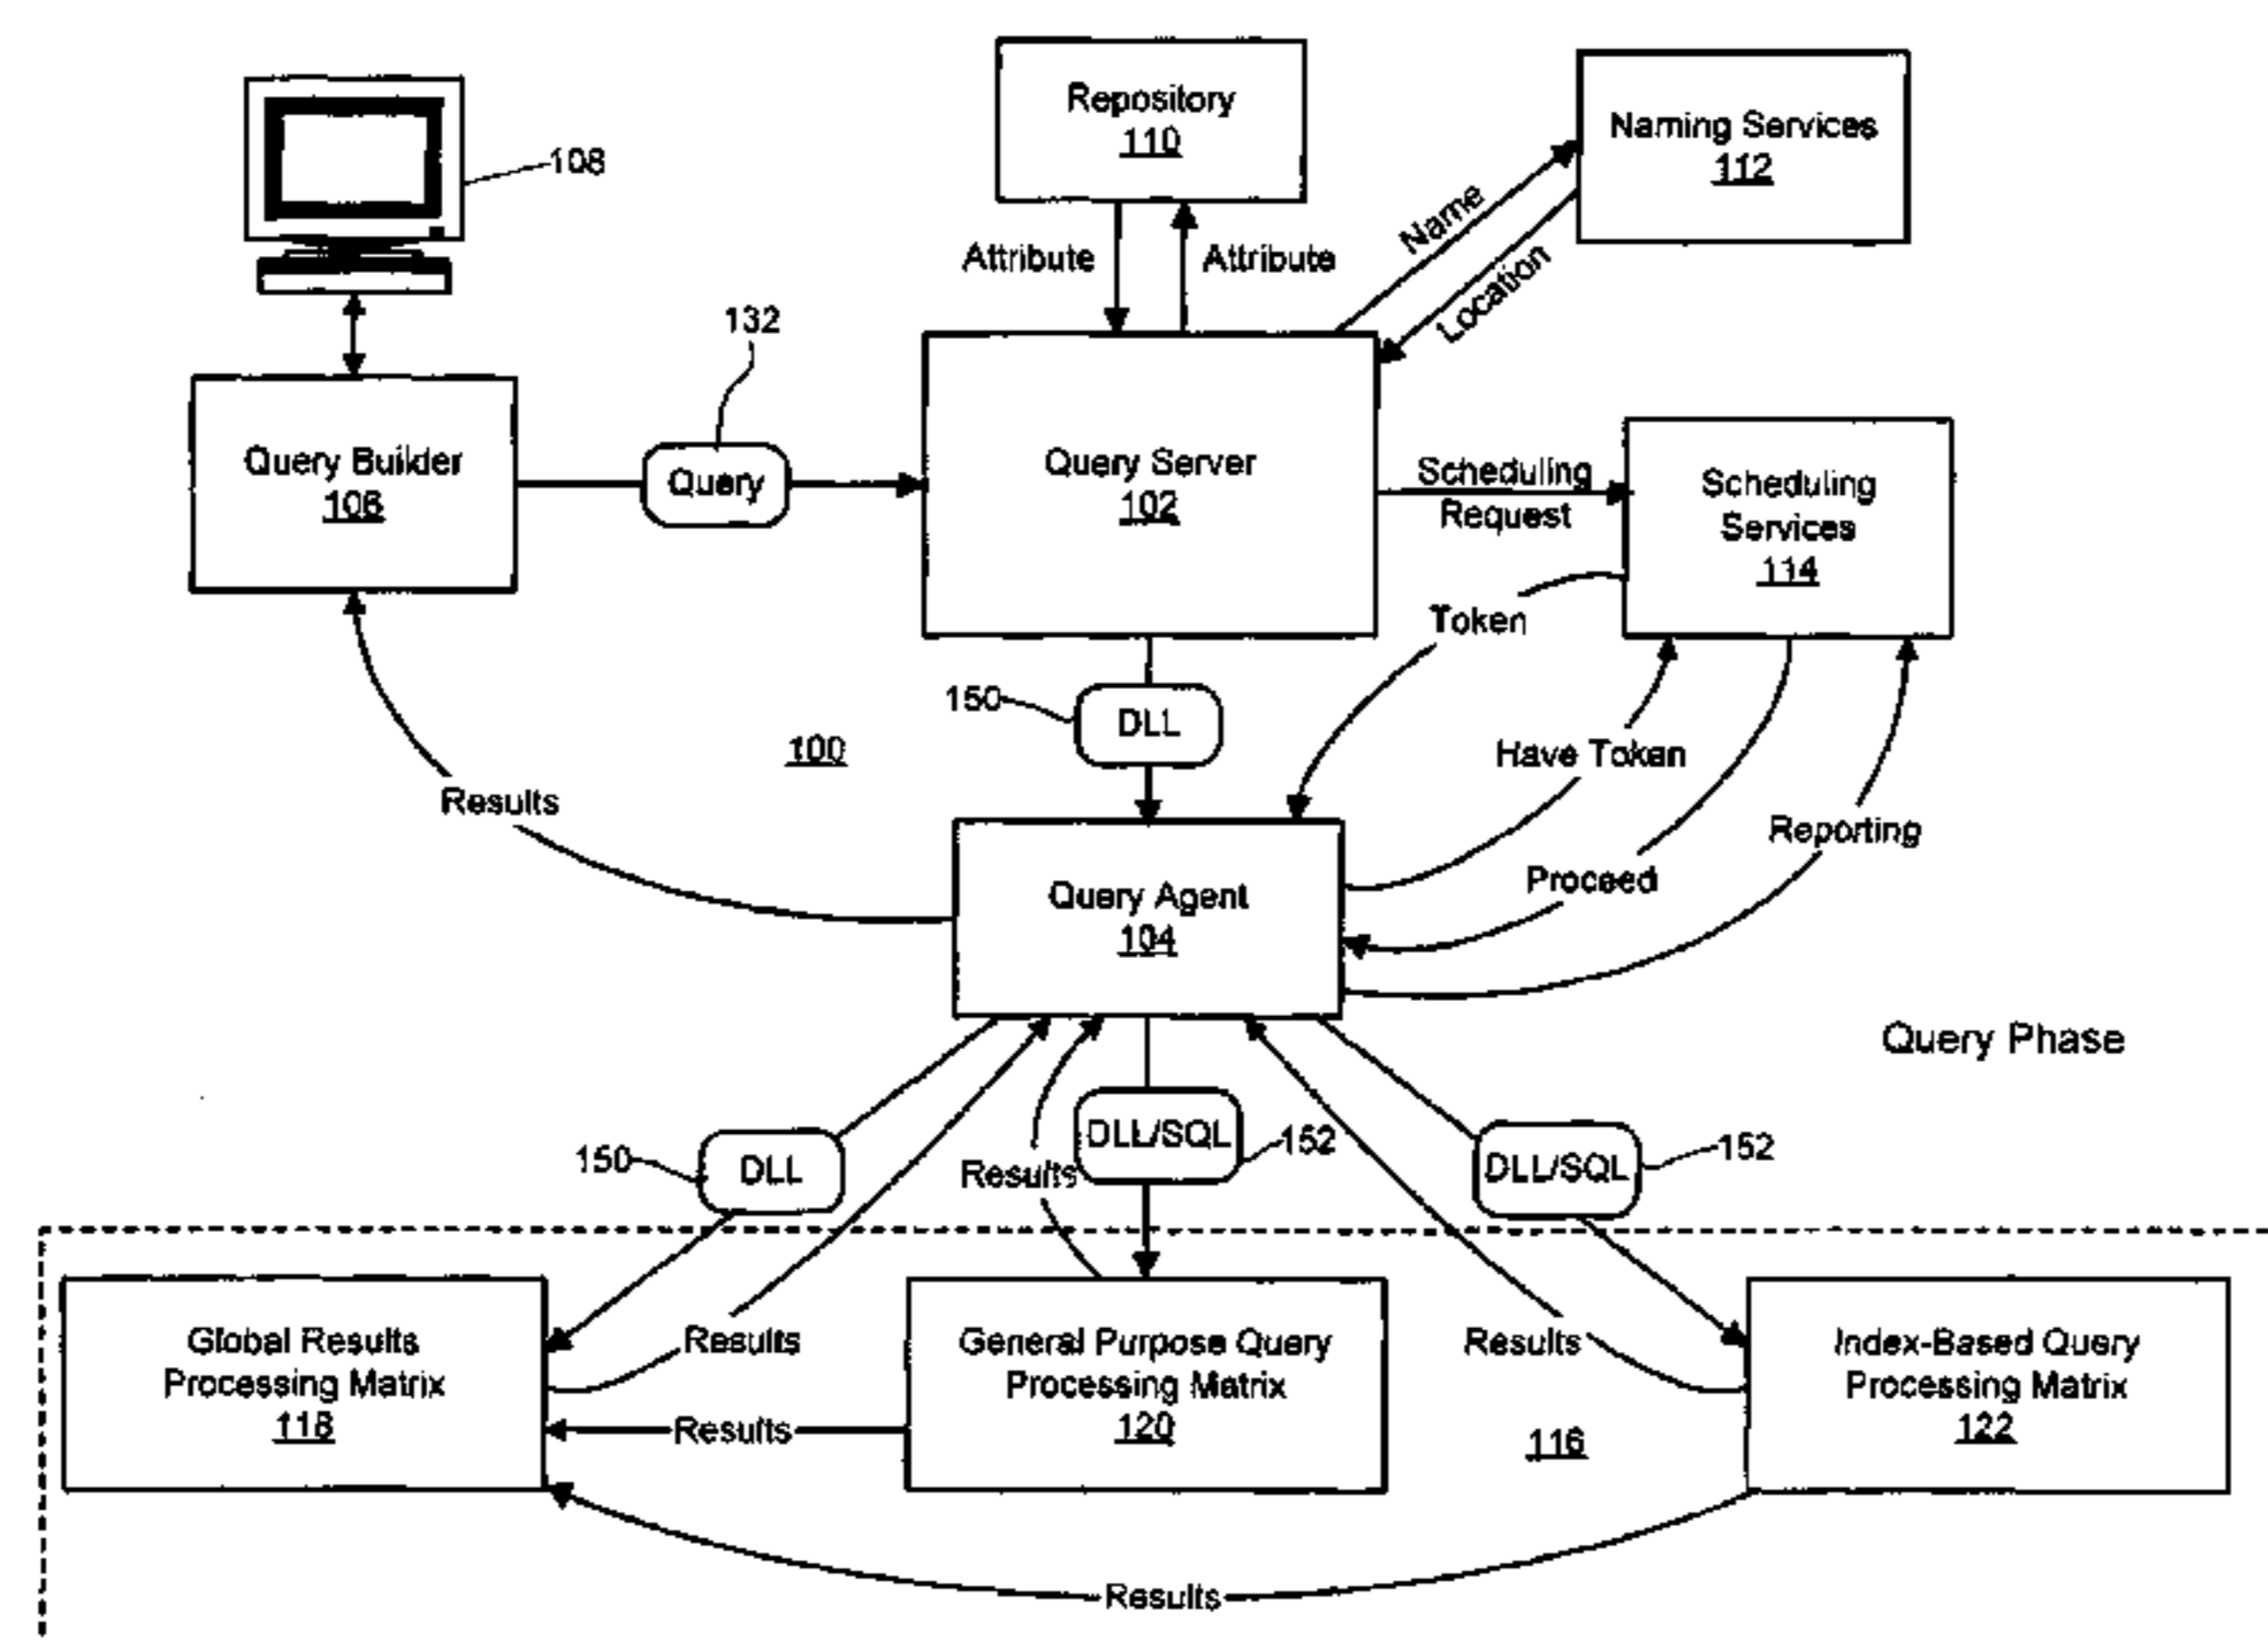 Repository
110
Naming Services
112
108
Name
Attribute
Attribute
Location
132
Query Builder
106
Query
Query Server
102
Scheduling
Request
Scheduling
Services
114
Token
150
DLL
100
Have Token
Results
Reporting
Proceed
Query Agent
104
Query Phase
150
DLL
Results
DLL/SQL
152
DLL/SQL
152
Global Results
Processing Matrix
118
Results
General Purpose Query
Processing Matrix
120
Results
Index-Based Query
Processing Matrix
122
Results
116
Results